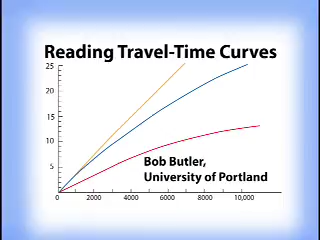 Reading Travel-Time Curves
25
20
15
10
5
Bob Butler,
University of Portland
0 2000 4000 6000 8000 10,000